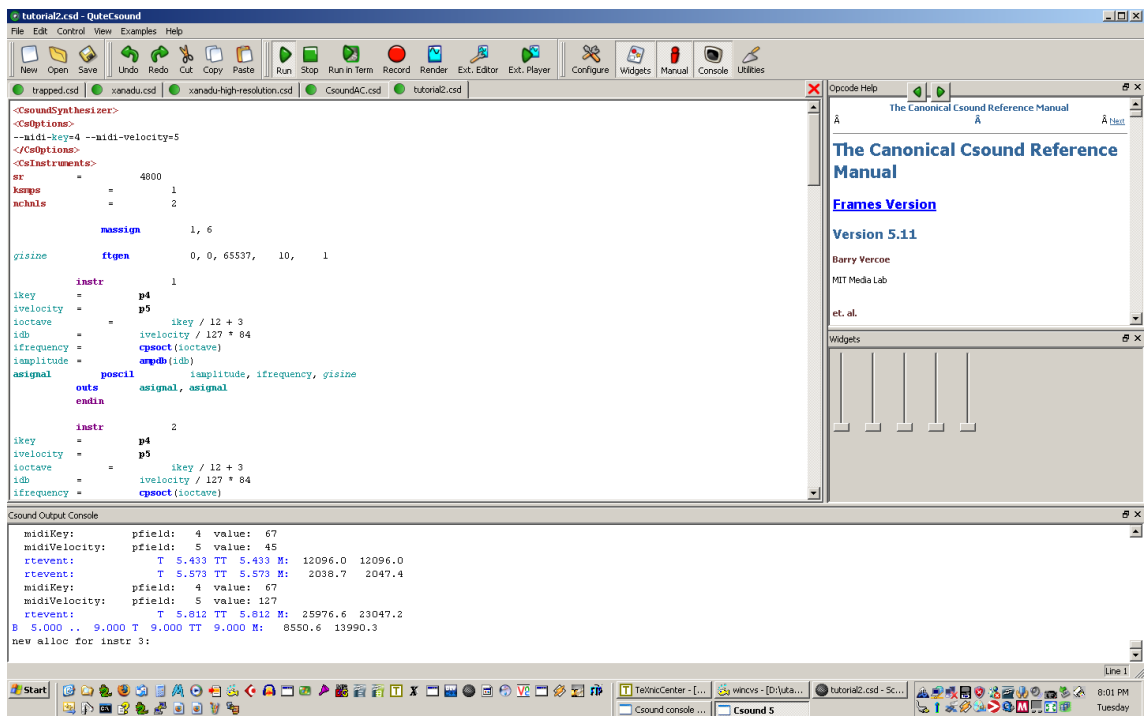 tutorial2.csd - QuteCsound
File Edit Control View Examples Help
New Open Save Undo Redo Cut Copy Paste Run Stop Run in Term Record Render Ext. Editor Ext. Player Configure Widgets Manual Console Utilities
trapped.csd xanadu.csd xanadu-high-resolution.csd CsoundAC.csd tutorial2.csd
<CsoundSynthesizer>
<CsOptions>
--midi-key=4 --midi-velocity=5
</CsOptions>
<CsInstruments>
sr = 4800
ksmps = 1
nchnls = 2
massign 1, 6
gisine ftgen 0, 0, 65537, 10, 1
instr 1
ikey = p4
ivelocity = p5
ioctave = ikey / 12 + 3
idb = ivelocity / 127 * 84
ifrequency = cpsoct(ioctave)
iamplitude = ampdb(idb)
asignal poscil iamplitude, ifrequency, gisine
outs asignal, asignal
endin
instr 2
ikey = p4
ivelocity = p5
ioctave = ikey / 12 + 3
idb = ivelocity / 127 * 84
ifrequency = cpsoct(ioctave)
Opcode Help
The Canonical Csound Reference Manual
Â Â Â Next
The Canonical Csound Reference
Manual
Frames Version
Version 5.11
Barry Vercoe
MIT Media Lab
et. al.
Widgets
Csound Output Console
midiKey: pfield: 4 value: 67
midiVelocity: pfield: 5 value: 45
rtevent: T 5.433 TT 5.433 M: 12096.0 12096.0
rtevent: T 5.573 TT 5.573 M: 2038.7 2047.4
midiKey: pfield: 4 value: 67
midiVelocity: pfield: 5 value: 127
rtevent: T 5.812 TT 5.812 M: 25976.6 23047.2
B 5.000 .. 9.000 T 9.000 TT 9.000 M: 8550.6 13990.3
new alloc for instr 3:
Line 1
Start TeXnicCenter - [... wincvs - [D:\uta... tutorial2.csd - Sc... 8:01 PM
Csound console ... Csound 5 Tuesday